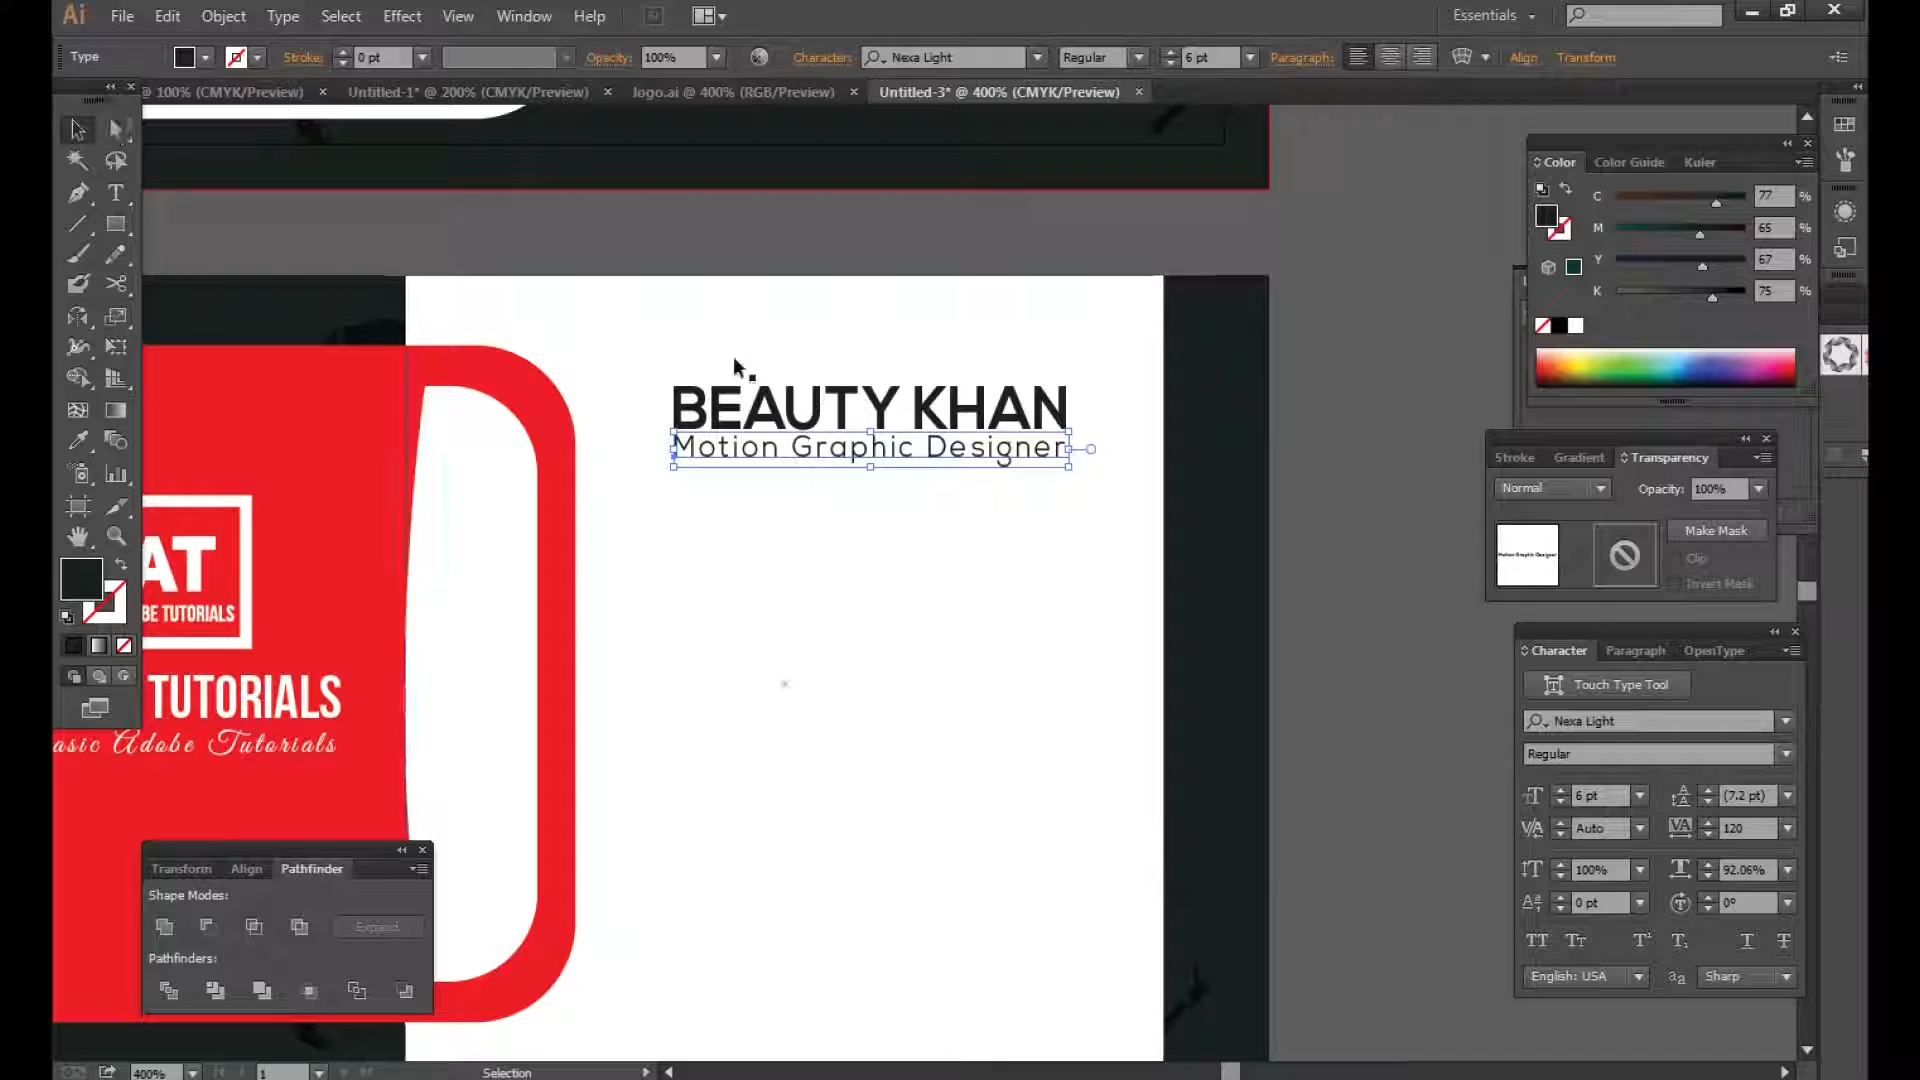 Ai File Edit Object Type Select Effect View Window Help Essentials
Type Stroke: 0 pt Opacity: 100% Character: Nexa Light Regular 6 pt Paragraph: Align Transform
@ 100% (CMYK/Preview) × Untitled-1* @ 200% (CMYK/Preview) × logo.ai @ 400% (RGB/Preview) × Untitled-3* @ 400% (CMYK/Preview) ×
Color Color Guide Kuler
C 77 %
M 65 %
Y 67 %
K 75 %
BEAUTY KHAN
Motion Graphic Designer
Stroke Gradient Transparency
Normal Opacity: 100%
Motion Graphic Designer
Make Mask
Clip
Invert Mask
AT
BE TUTORIALS
TUTORIALS
asic Adobe Tutorials
Character Paragraph OpenType
Touch Type Tool
Nexa Light
Regular
6 pt (7.2 pt)
Auto 120
100% 92.06%
0 pt 0°
English: USA Sharp
Transform Align Pathfinder
Shape Modes:
Expand
Pathfinders:
400% 1 Selection